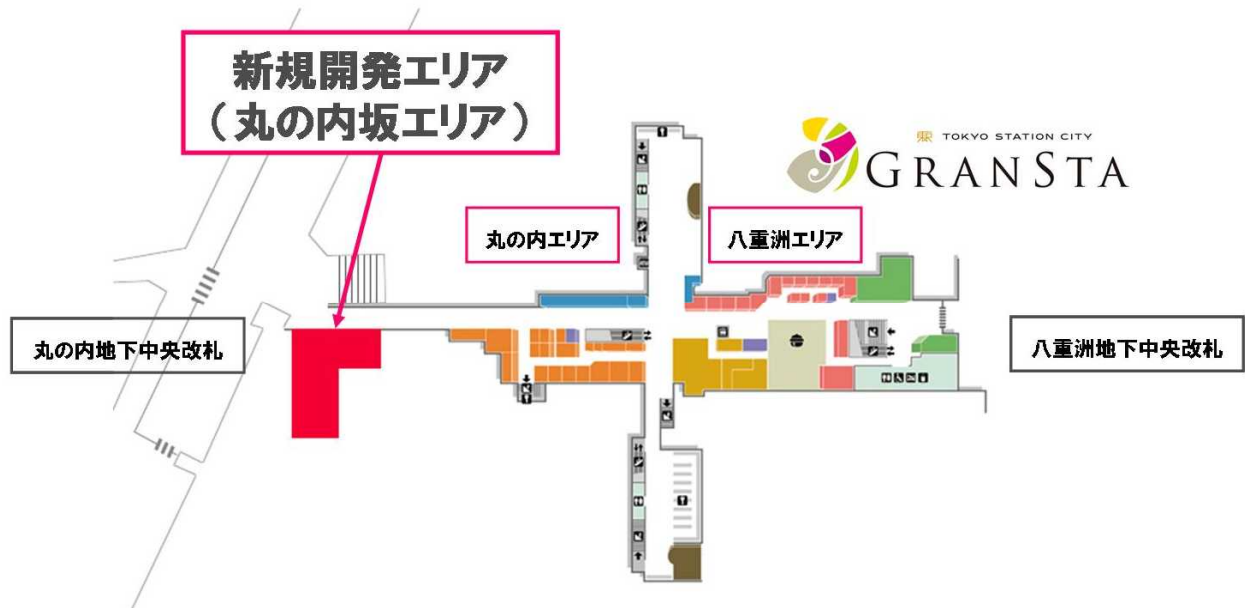 新規開発エリア
（丸の内坂エリア）
TOKYO STATION CITY
GRANSTA
丸の内エリア
八重洲エリア
丸の内地下中央改札
八重洲地下中央改札